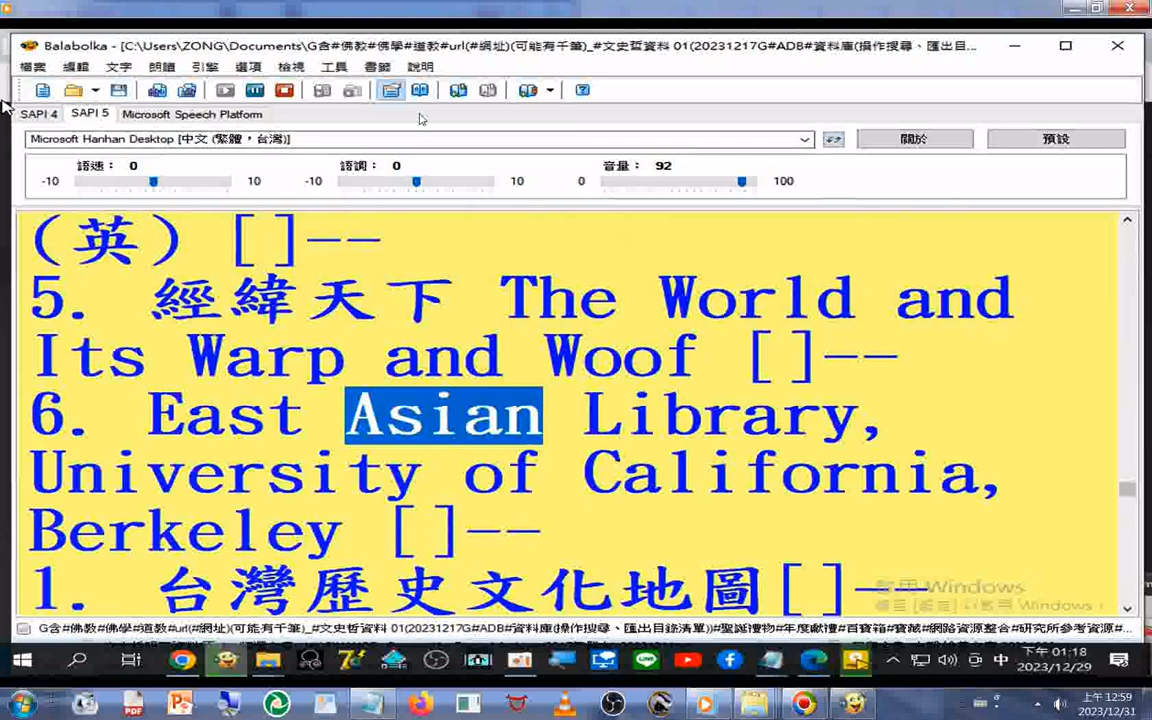 Balabolka - [C:\Users\ZONG\Documents\G含#佛教#佛學#道教#url(#網址)(可能有千筆)_#文史哲資料 01(20231217G#ADB#資料庫(操作搜尋、匯出目...
檔案 編輯 文字 朗讀 引擎 選項 檢視 工具 書籤 說明
SAPI 4 SAPI 5 Microsoft Speech Platform
Microsoft Hanhan Desktop [中文 (繁體，台灣)] 關於 預設
語速： 0 語調： 0 音量： 92
-10 10 -10 10 0 100
(英) []--
5. 經緯天下 The World and
Its Warp and Woof []--
6. East Asian Library,
University of California,
Berkeley []--
1. 台灣歷史文化地圖[]--
啟用 Windows
Windows
G含#佛教#佛學#道教#url(#網址)(可能有千筆)_#文史哲資料 01(20231217G#ADB#資料庫(操作搜尋、匯出目錄清單))#聖誕禮物#年度獻禮#百寶箱#寶藏#網路資源整合#研究所參考資源#...
下午 01:18
中
2023/12/29
上午 12:59
2023/12/31